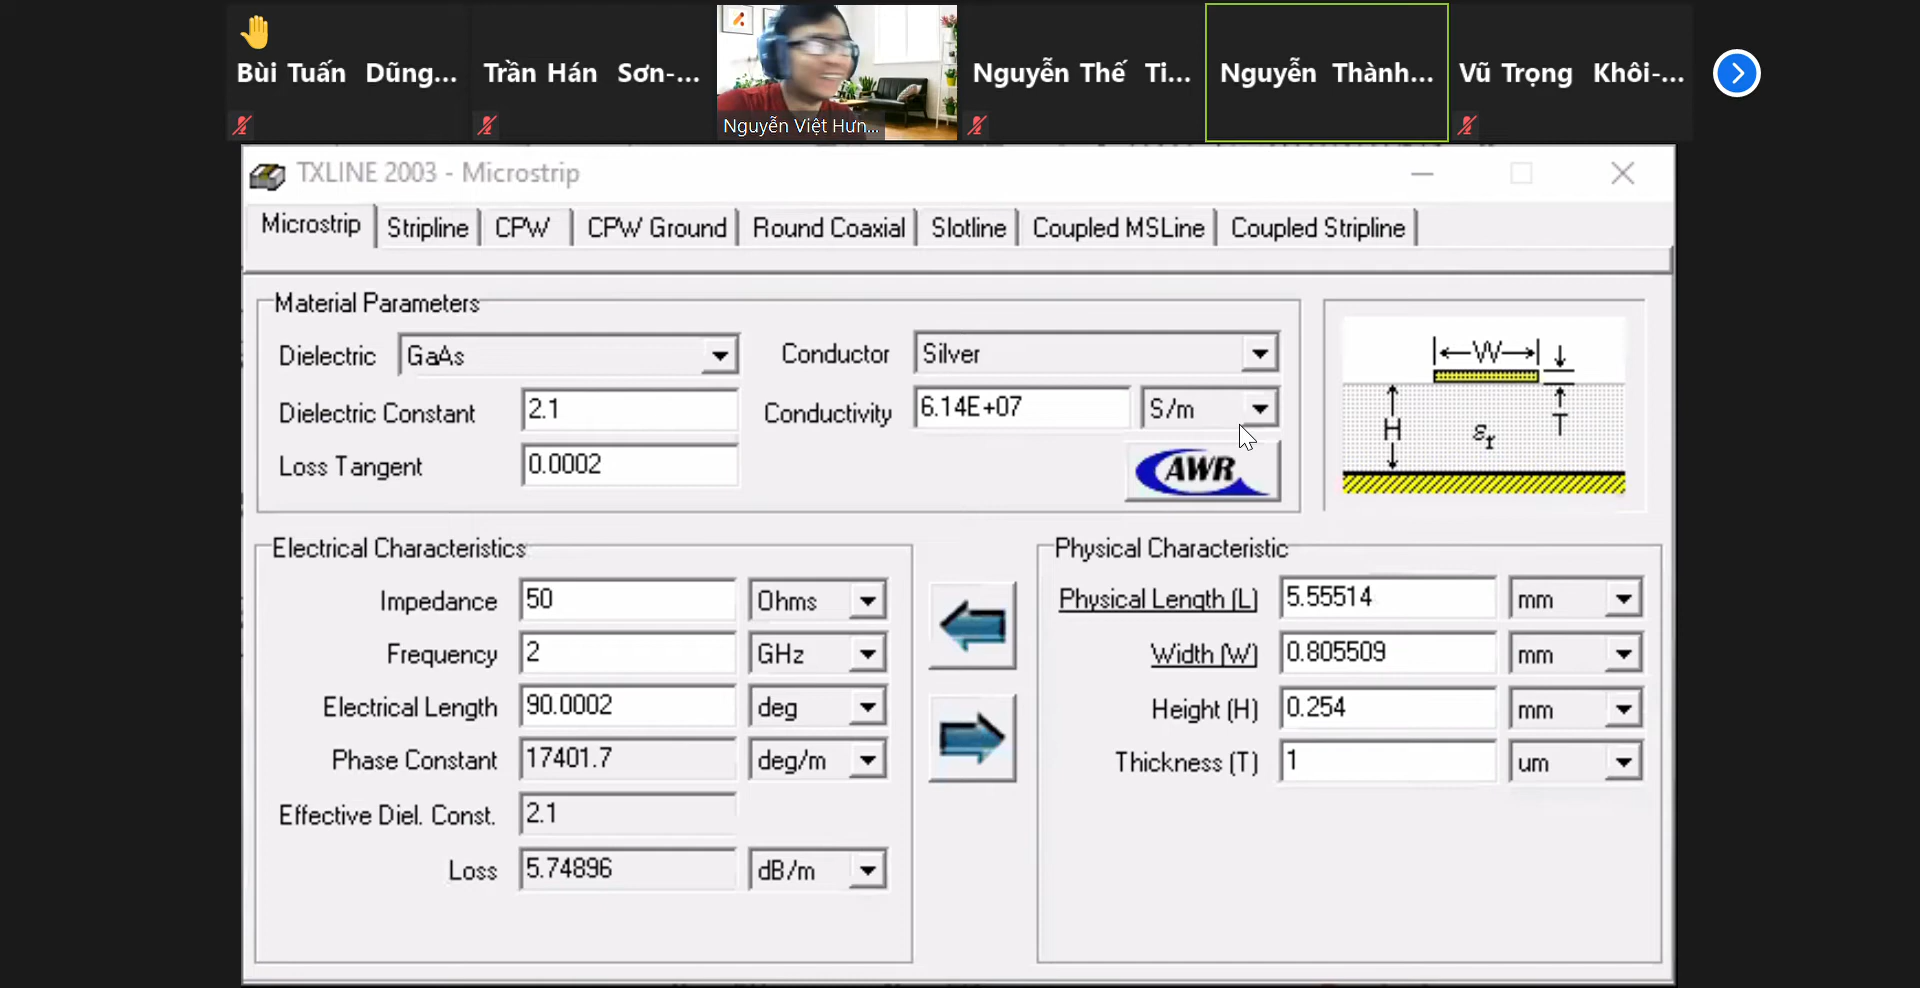 Bùi Tuấn Dũng...
Trần Hán Sơn-...
Nguyễn Việt Hưn...
Nguyễn Thế Ti...
Nguyễn Thành...
Vũ Trọng Khôi-...
TXLINE 2003 - Microstrip
Microstrip Stripline CPW CPW Ground Round Coaxial Slotline Coupled MSLine Coupled Stripline
Material Parameters
Dielectric GaAs Conductor Silver
Dielectric Constant 2.1 Conductivity 6.14E+07 S/m
Loss Tangent 0.0002
AWR
W
H
εr
T
Electrical Characteristics
Impedance 50 Ohms
Frequency 2 GHz
Electrical Length 90.0002 deg
Phase Constant 17401.7 deg/m
Effective Diel. Const. 2.1
Loss 5.74896 dB/m
Physical Characteristic
Physical Length (L) 5.55514 mm
Width (W) 0.805509 mm
Height (H) 0.254 mm
Thickness (T) 1 um